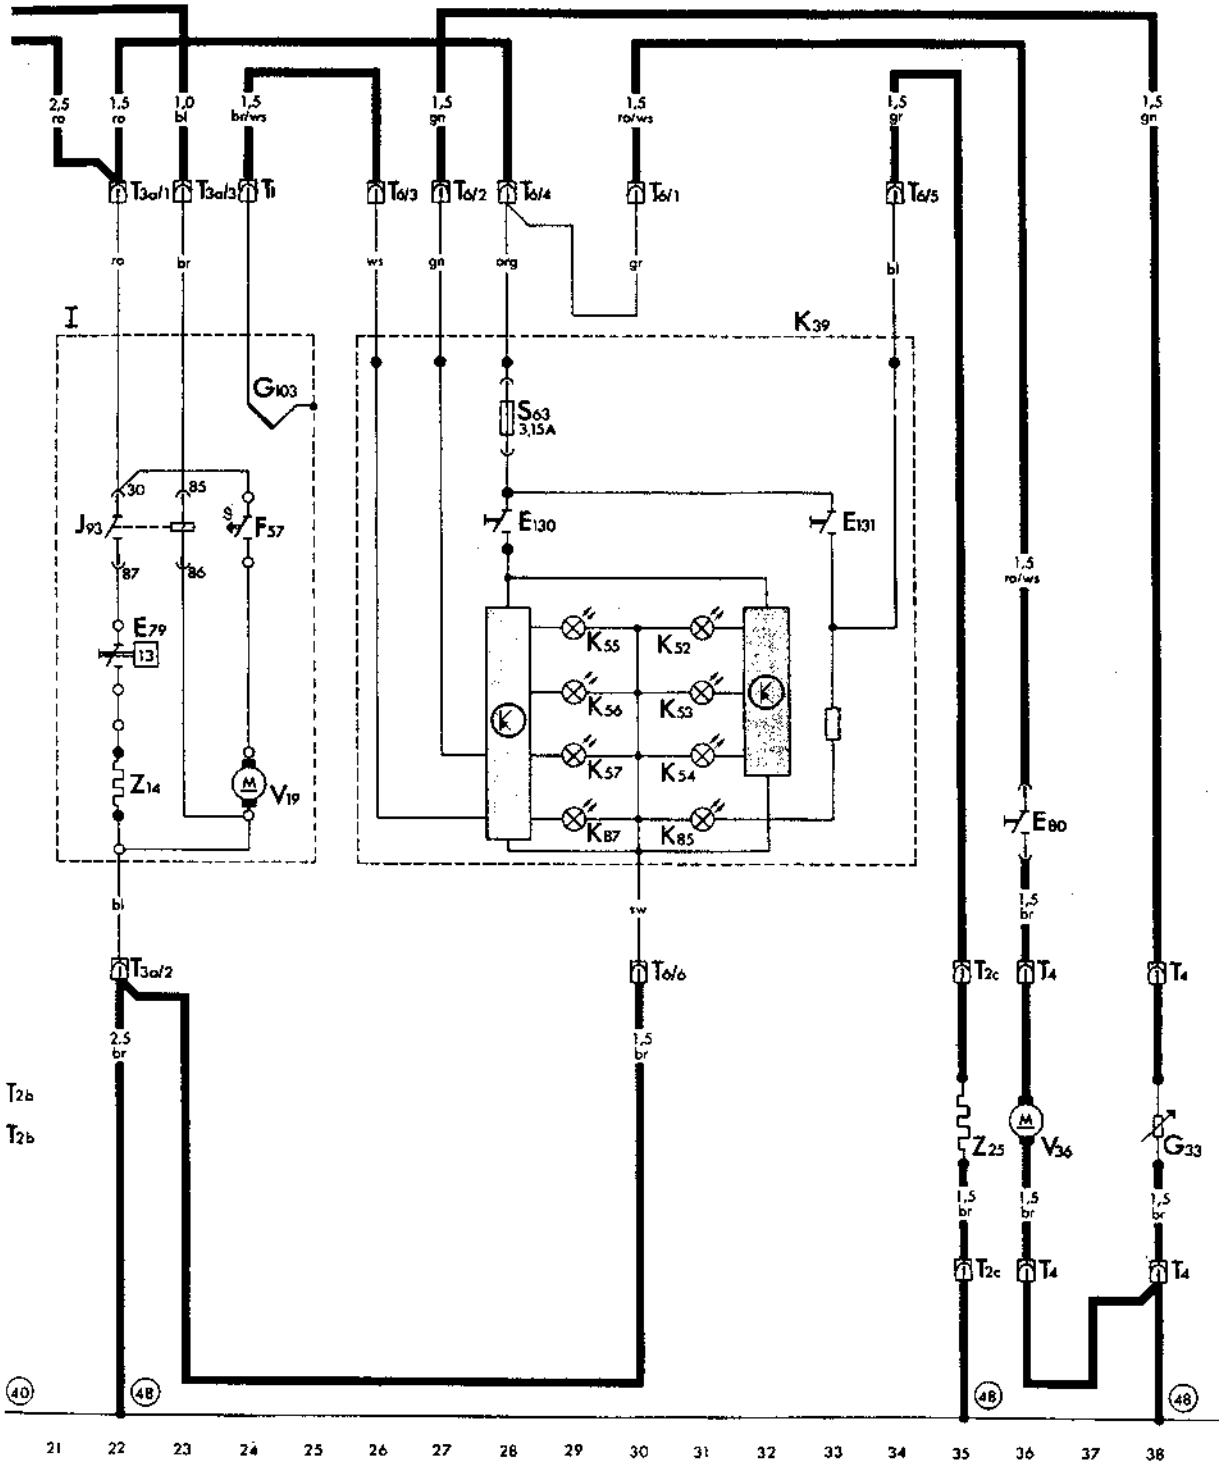 2,5
ro
1,5
ro
1,0
bl
1,5
br/ws
1,5
gn
1,5
ro/ws
1,5
gr
1,5
gn
T3a/1
T3a/3
T1
T6/3
T6/2
T6/4
T6/1
T6/5
ro
br
ws
gn
org
gr
bl
I
K39
G103
S63
3,15A
30
85
J93
F57
E130
E131
87
86
1,5
ro/ws
E79
13
K55
K52
K56
K53
K57
K54
K87
K85
Z14
M
V19
E80
bl
sw
1,5
br
T3a/2
T6/6
T2c
T4
T4
2,5
br
1,5
br
T2b
T2b
Z25
M
V36
G33
1,5
br
1,5
br
1,5
br
T2c
T4
T4
40
48
48
48
21 22 23 24 25 26 27 28 29 30 31 32 33 34 35 36 37 38